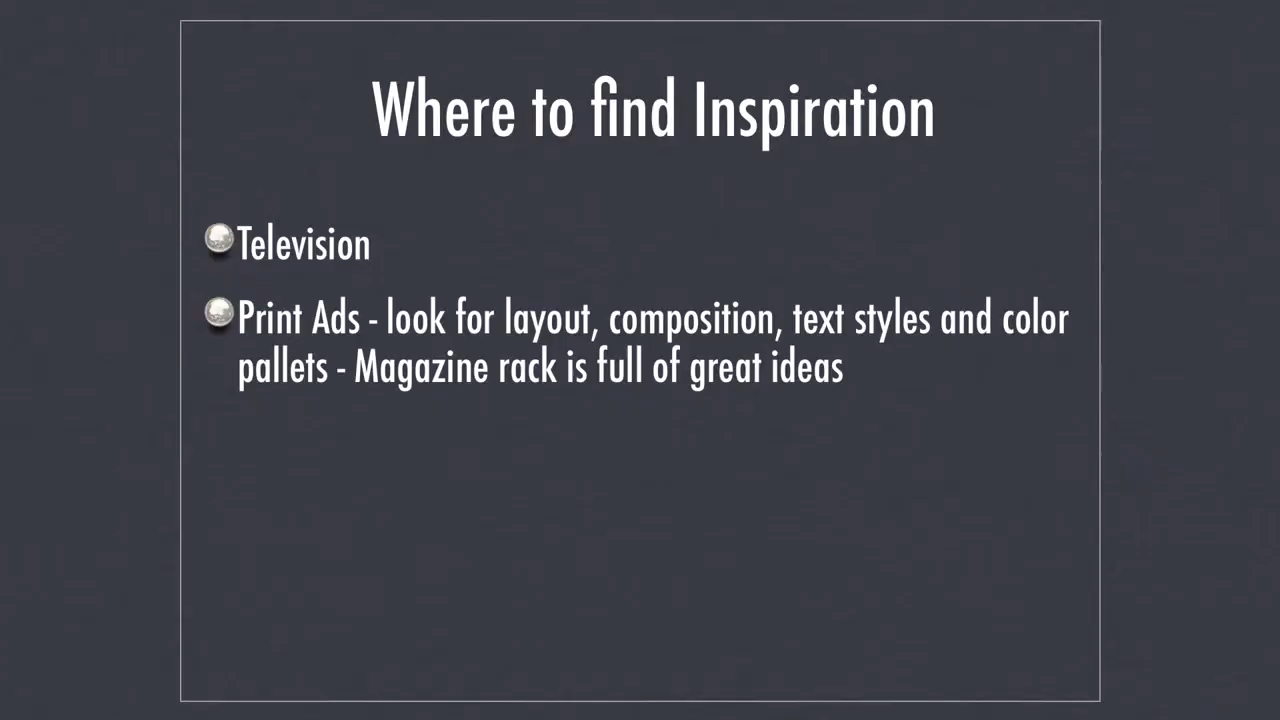 Where to find Inspiration
Television
Print Ads - look for layout, composition, text styles and color
pallets - Magazine rack is full of great ideas